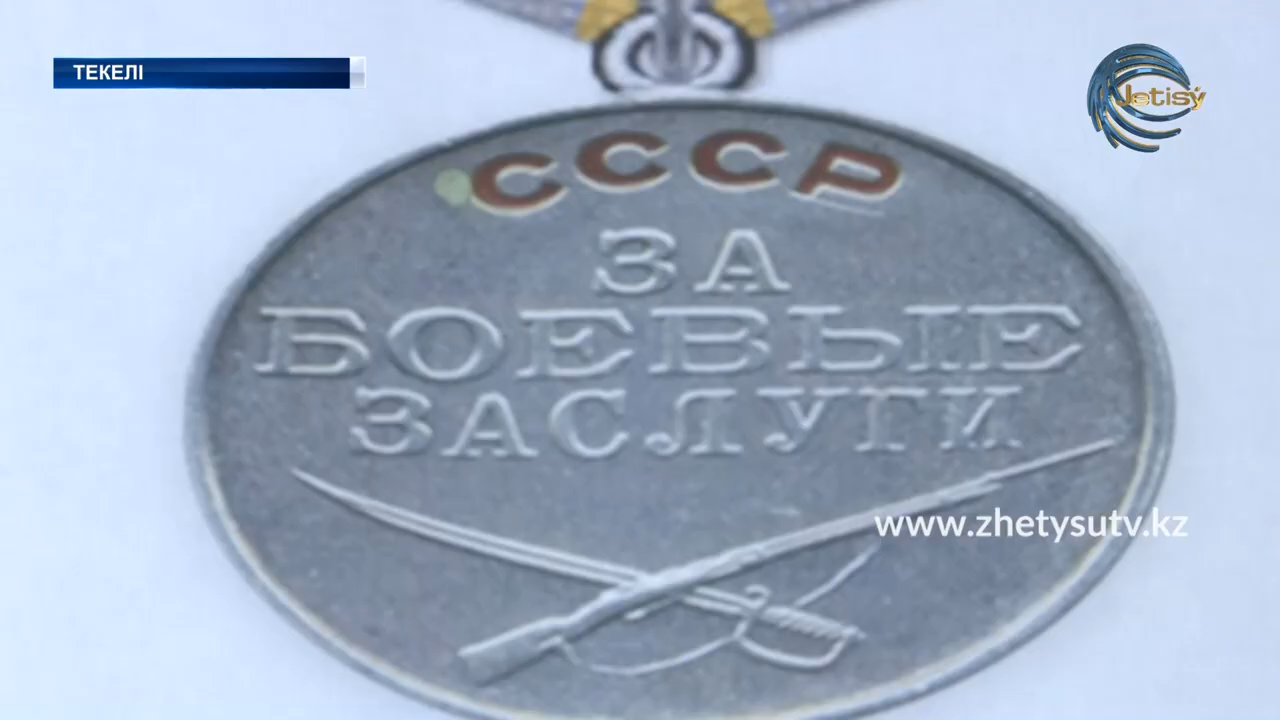 ТЕКЕЛІ
Jetisý
СССР
ЗА
БОЕВЫЕ
ЗАСЛУГИ
www.zhetysutv.kz